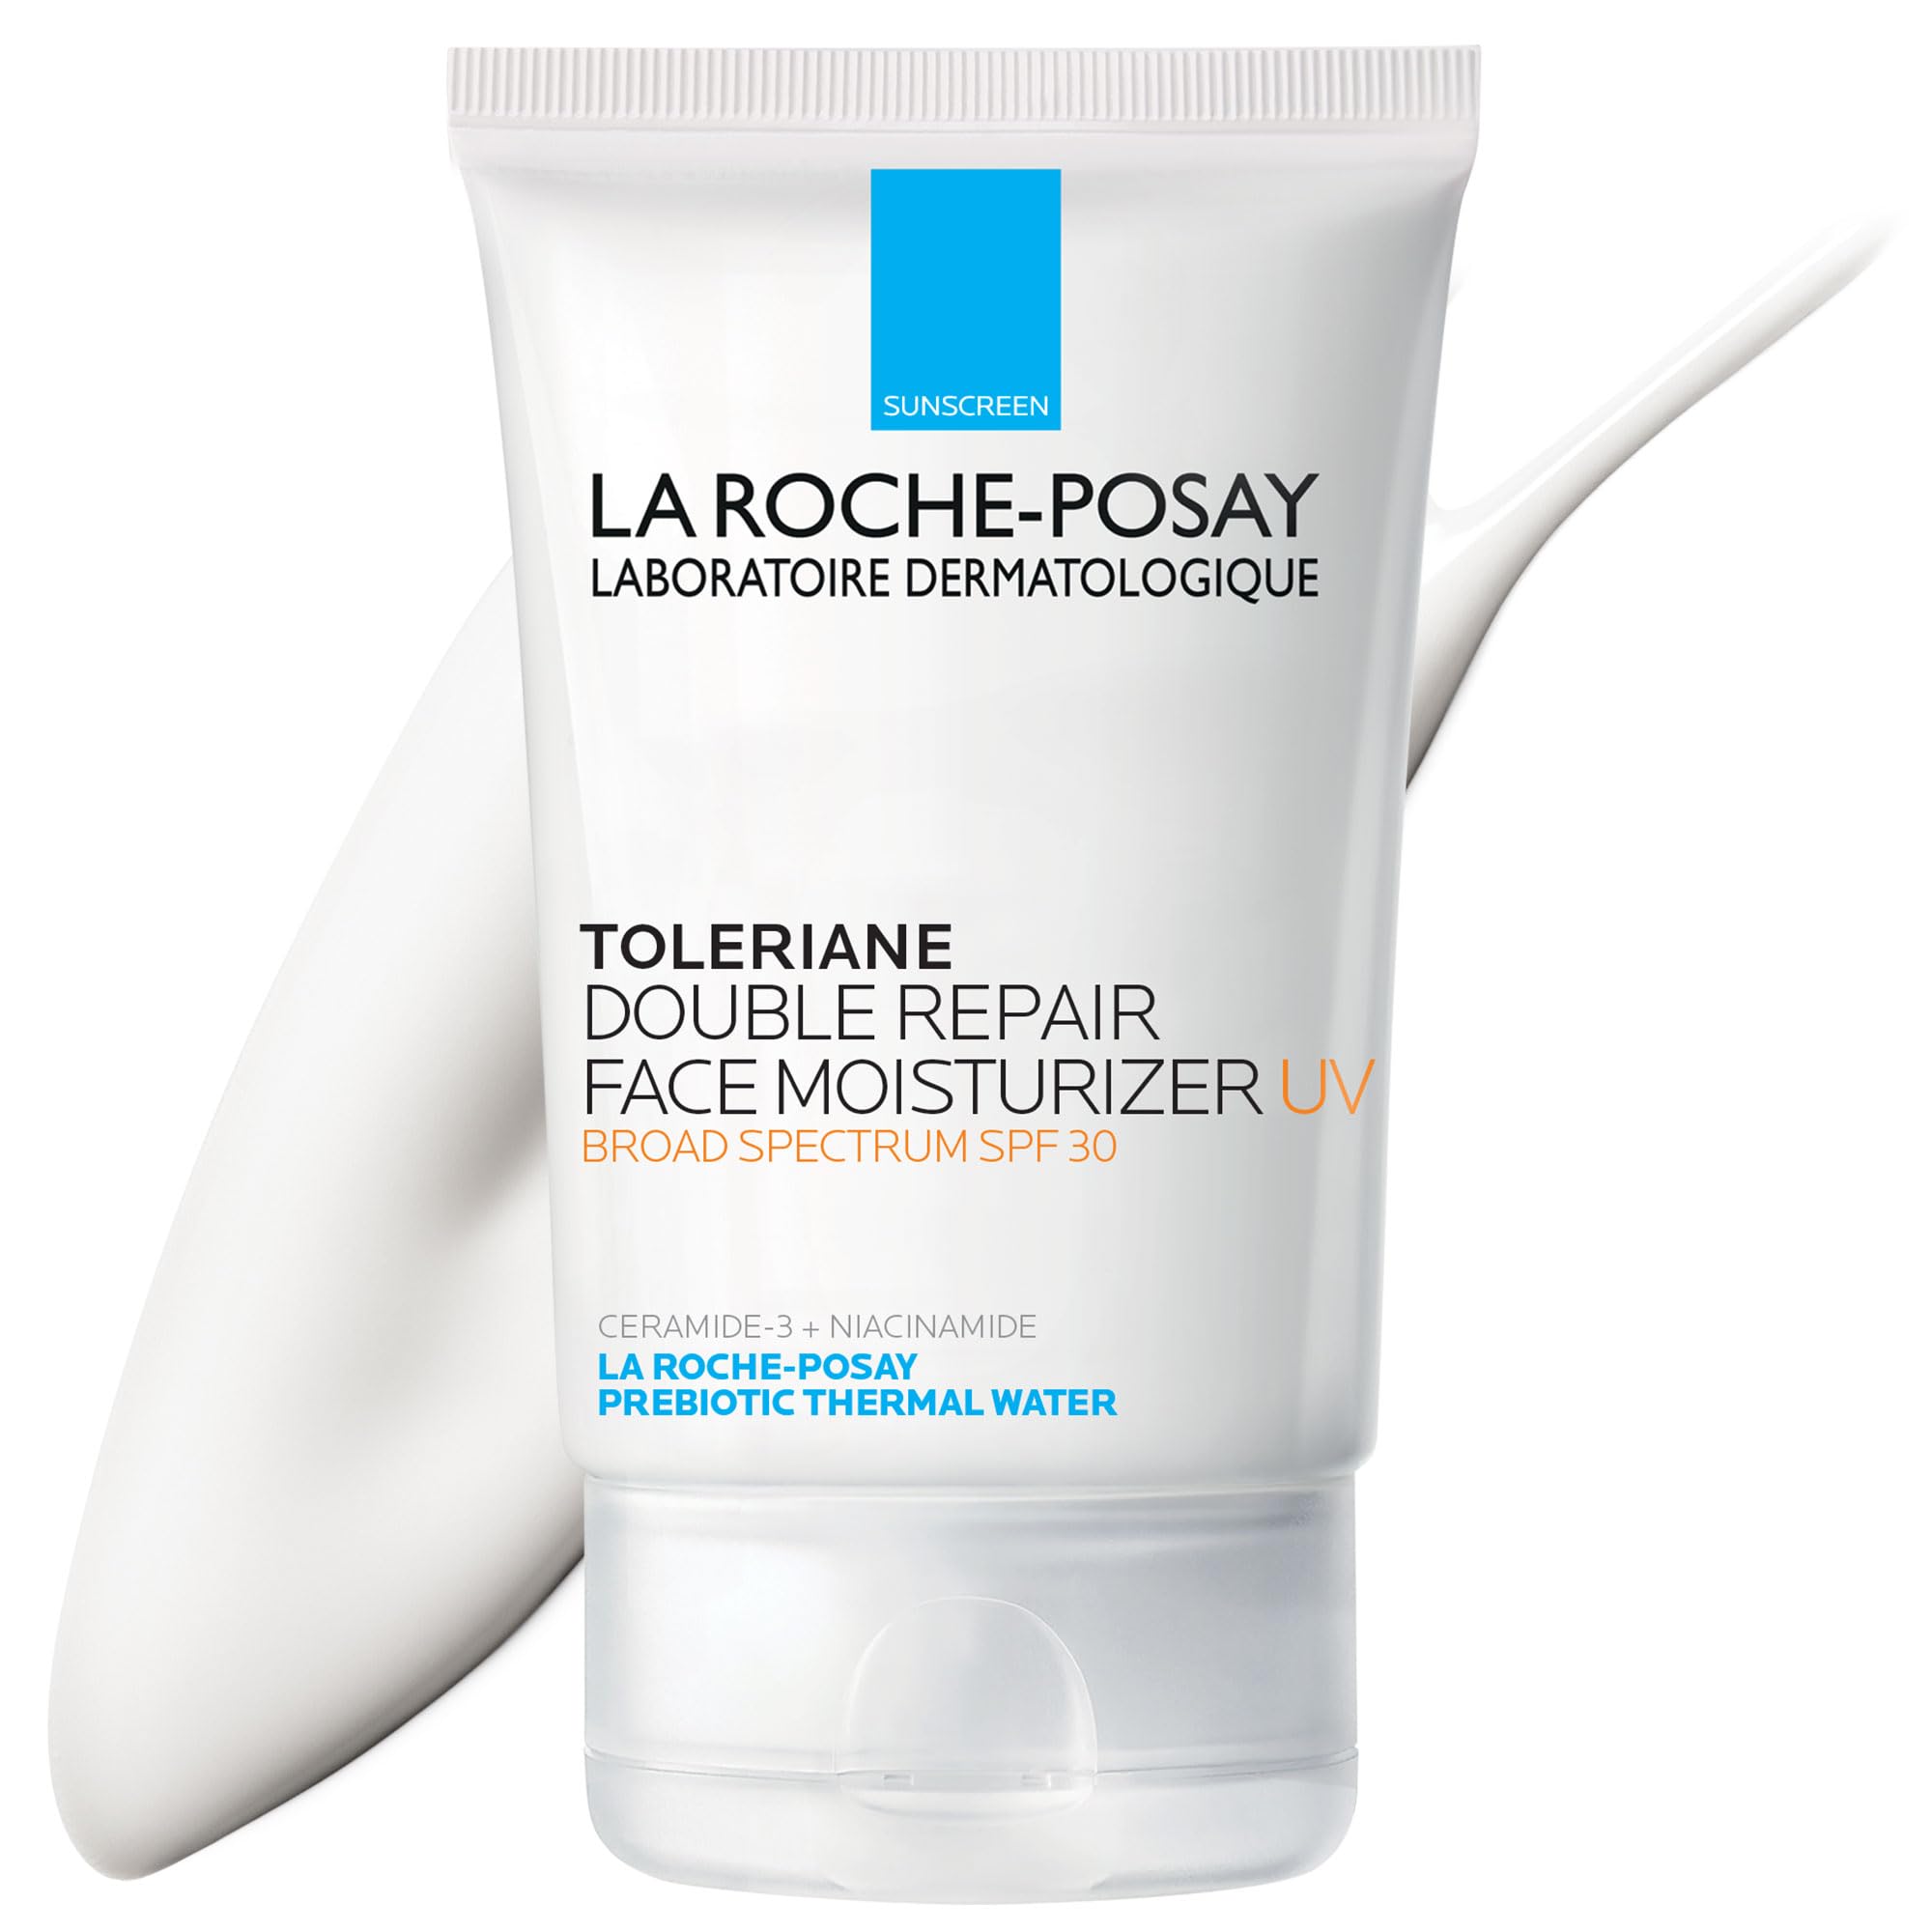 SUNSCREEN
LA ROCHE-POSAY
LABORATOIRE DERMATOLOGIQUE
TOLERIANE
DOUBLE REPAIR
FACE MOISTURIZER UV
BROAD SPECTRUM SPF 30
CERAMIDE-3 + NIACINAMIDE
LA ROCHE-POSAY
PREBIOTIC THERMAL WATER